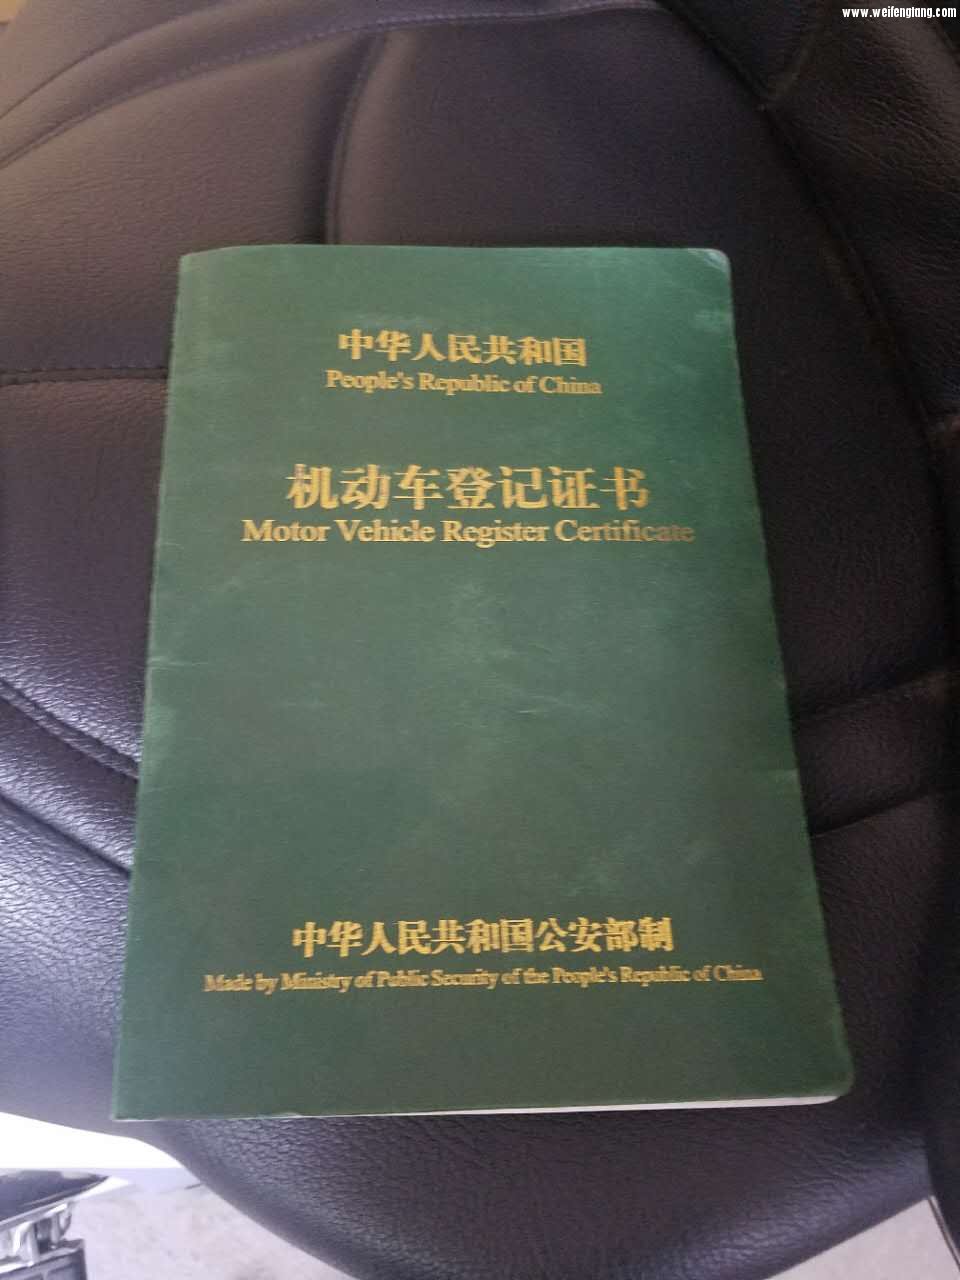 www.weifengtang.com
中华人民共和国
People's Republic of China
机动车登记证书
Motor Vehicle Register Certificate
中华人民共和国公安部制
Made by Ministry of Public Security of the People's Republic of China